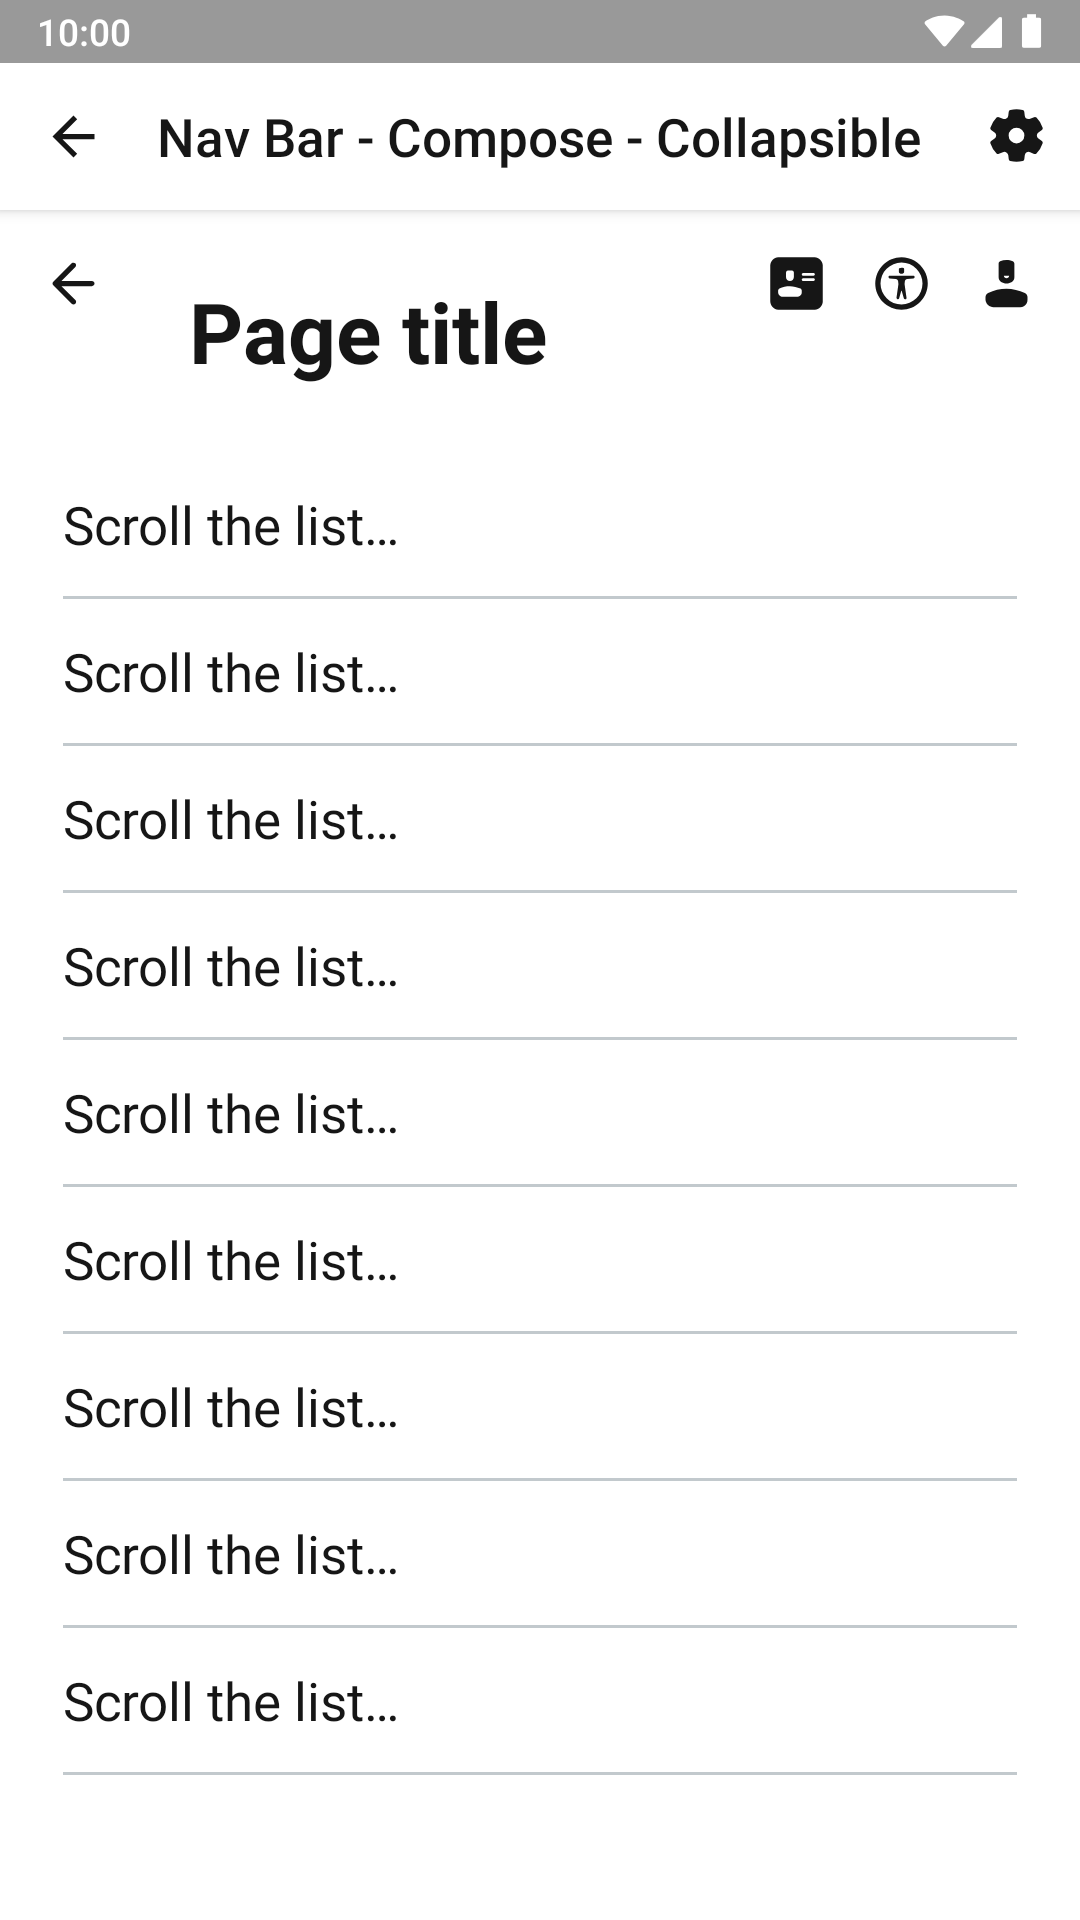 10:00
Nav Bar - Compose - Collapsible
Page title
Scroll the list…
Scroll the list…
Scroll the list…
Scroll the list…
Scroll the list…
Scroll the list…
Scroll the list…
Scroll the list…
Scroll the list…